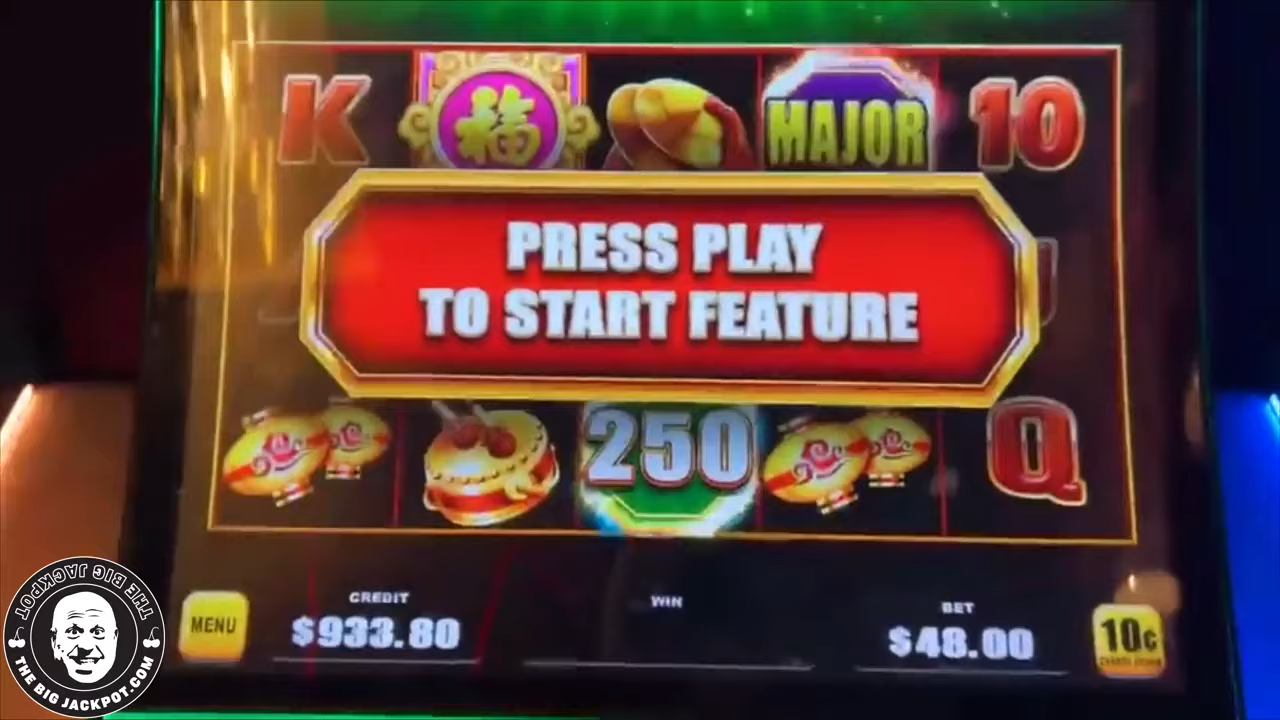 K
福
MAJOR
10
PRESS PLAY
TO START FEATURE
250
Q
MENU
CREDIT
$933.80
WIN
BET
$48.00
10¢
THE BIG JACKPOT
THE BIG JACKPOT.COM